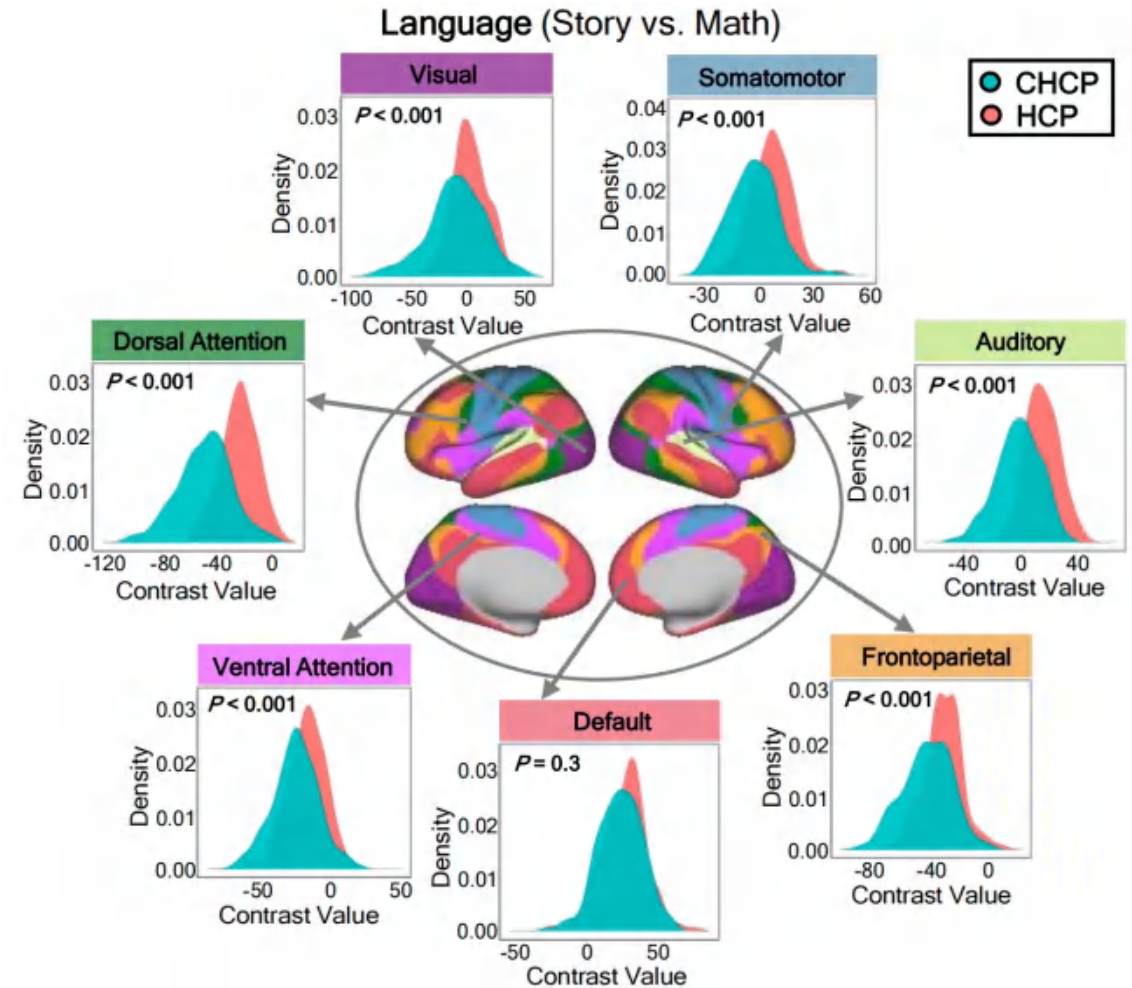 Language (Story vs. Math)
CHCP
HCP
Visual
P < 0.001
Density
0.03
0.02
0.01
0.00
-100 -50 0 50
Contrast Value
Somatomotor
P < 0.001
Density
0.04
0.03
0.02
0.01
0.00
-30 0 30 60
Contrast Value
Dorsal Attention
P < 0.001
Density
0.03
0.02
0.01
0.00
-120 -80 -40 0
Contrast Value
Auditory
P < 0.001
Density
0.03
0.02
0.01
0.00
-40 0 40
Contrast Value
Ventral Attention
P < 0.001
Density
0.03
0.02
0.01
0.00
-50 0 50
Contrast Value
Default
P = 0.3
Density
0.03
0.02
0.01
0.00
-50 0 50
Contrast Value
Frontoparietal
P < 0.001
Density
0.03
0.02
0.01
0.00
-80 -40 0
Contrast Value